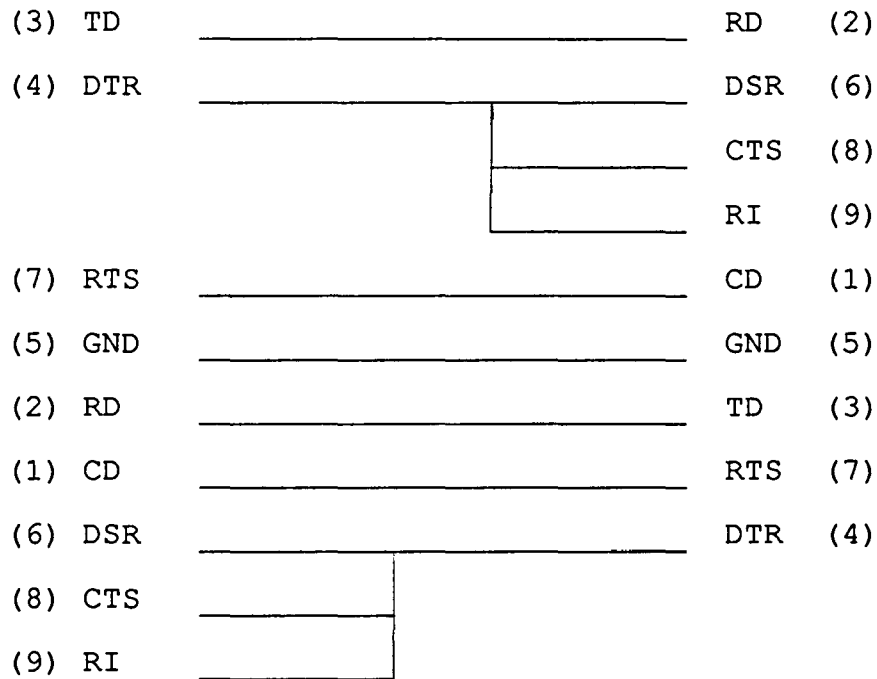 (3) TD RD (2)
(4) DTR DSR (6)
CTS (8)
RI (9)
(7) RTS CD (1)
(5) GND GND (5)
(2) RD TD (3)
(1) CD RTS (7)
(6) DSR DTR (4)
(8) CTS
(9) RI